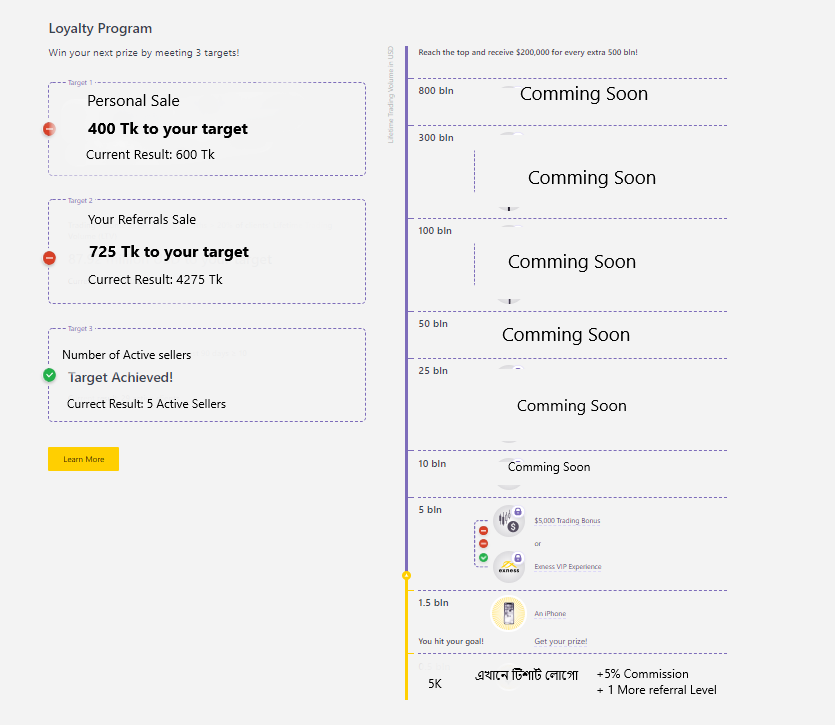 Loyalty Program
Win your next prize by meeting 3 targets!
Target 1
Personal Sale
400 Tk to your target
Current Result: 600 Tk
Target 2
Your Referrals Sale
725 Tk to your target
Currect Result: 4275 Tk
Target 3
Number of Active sellers
Target Achieved!
Currect Result: 5 Active Sellers
Learn More
Lifetime Trading Volume in USD
Reach the top and receive $200,000 for every extra 500 bln!
800 bln
Comming Soon
300 bln
Comming Soon
100 bln
Comming Soon
50 bln
Comming Soon
25 bln
Comming Soon
10 bln
Comming Soon
5 bln
$5,000 Trading Bonus
or
exness
Exness VIP Experience
1.5 bln
An iPhone
You hit your goal!
Get your prize!
5K
এখানে টিশার্ট লোগো
+5% Commission
+ 1 More referral Level